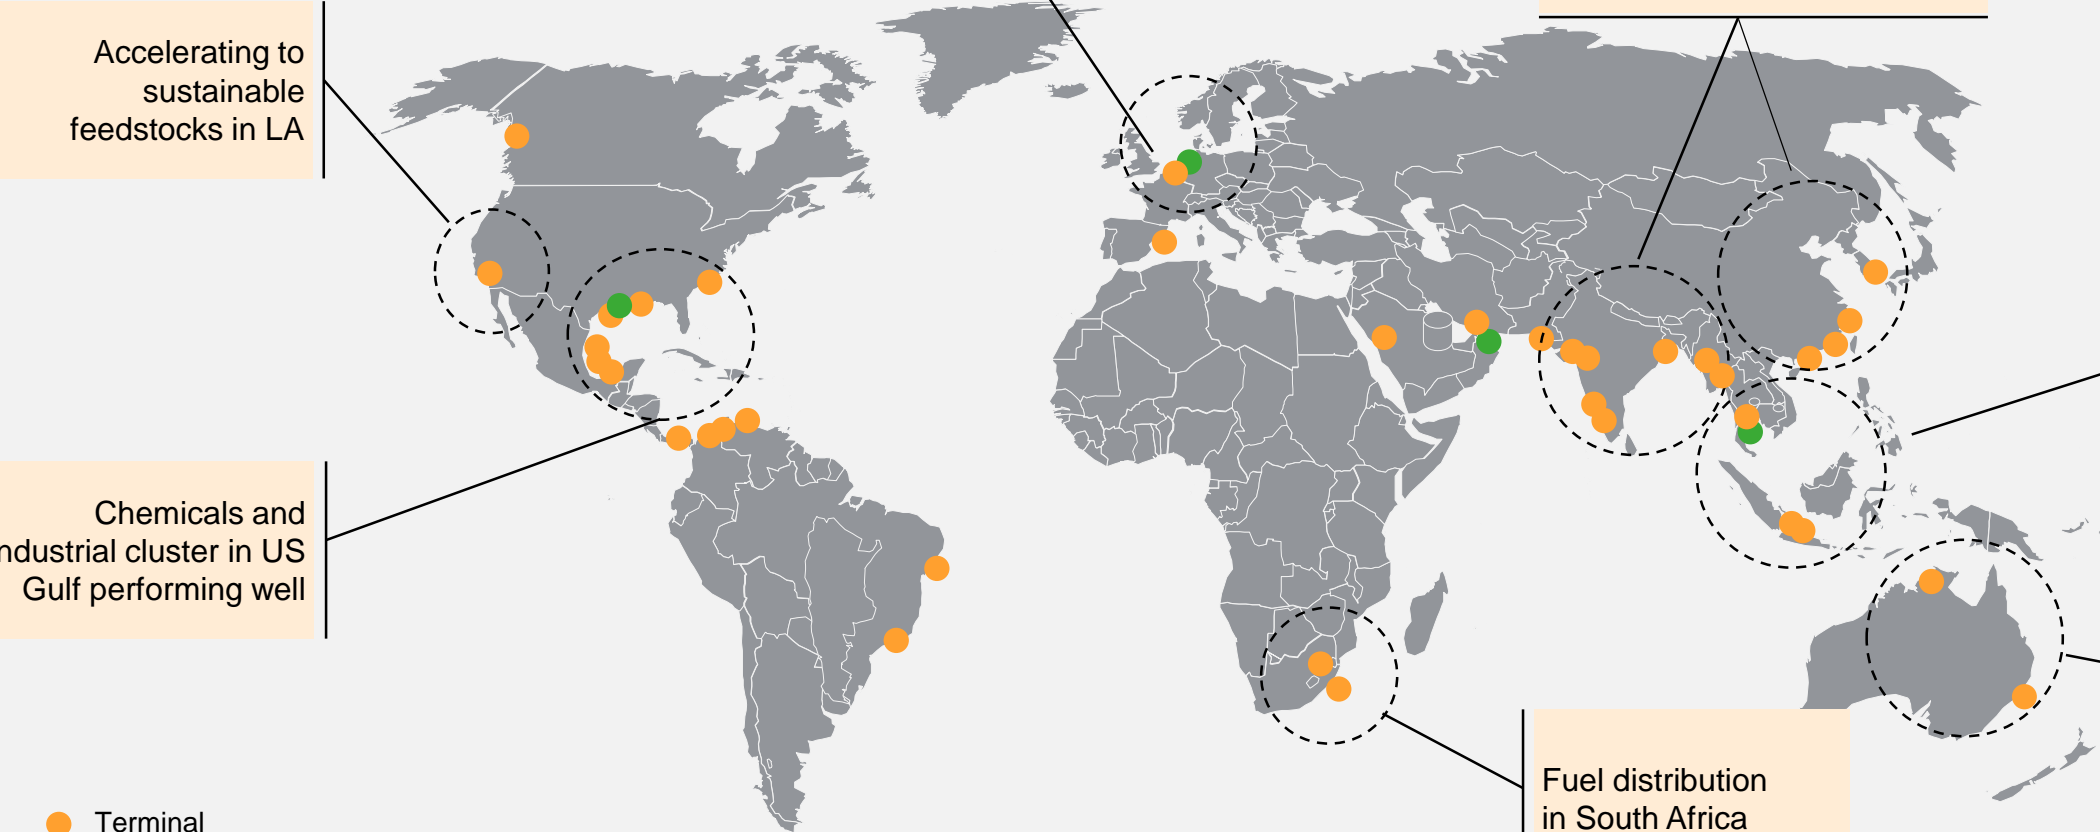 Accelerating to
sustainable
feedstocks in LA
Chemicals and
ndustrial cluster in US
Gulf performing well
Fuel distribution
in South Africa
Terminal